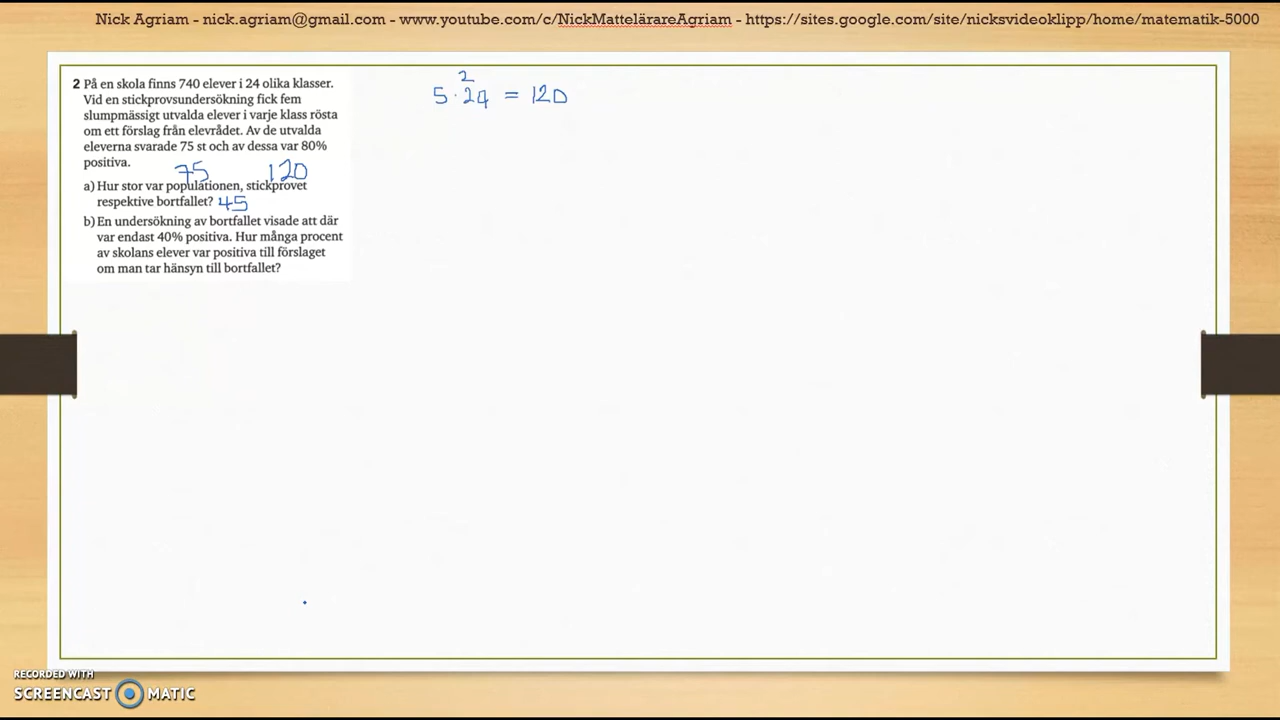 Nick Agriam - nick.agriam@gmail.com - www.youtube.com/c/NickMattelärareAgriam - https://sites.google.com/site/nicksvideoklipp/home/matematik-5000
2 På en skola finns 740 elever i 24 olika klasser.
Vid en stickprovsundersökning fick fem
slumpmässigt utvalda elever i varje klass rösta
om ett förslag från elevrådet. Av de utvalda
eleverna svarade 75 st och av dessa var 80%
positiva.
75 120
a) Hur stor var populationen, stickprovet
respektive bortfallet? 45
b) En undersökning av bortfallet visade att där
var endast 40% positiva. Hur många procent
av skolans elever var positiva till förslaget
om man tar hänsyn till bortfallet?
2
5 · 24 = 120
RECORDED WITH
SCREENCAST MATIC